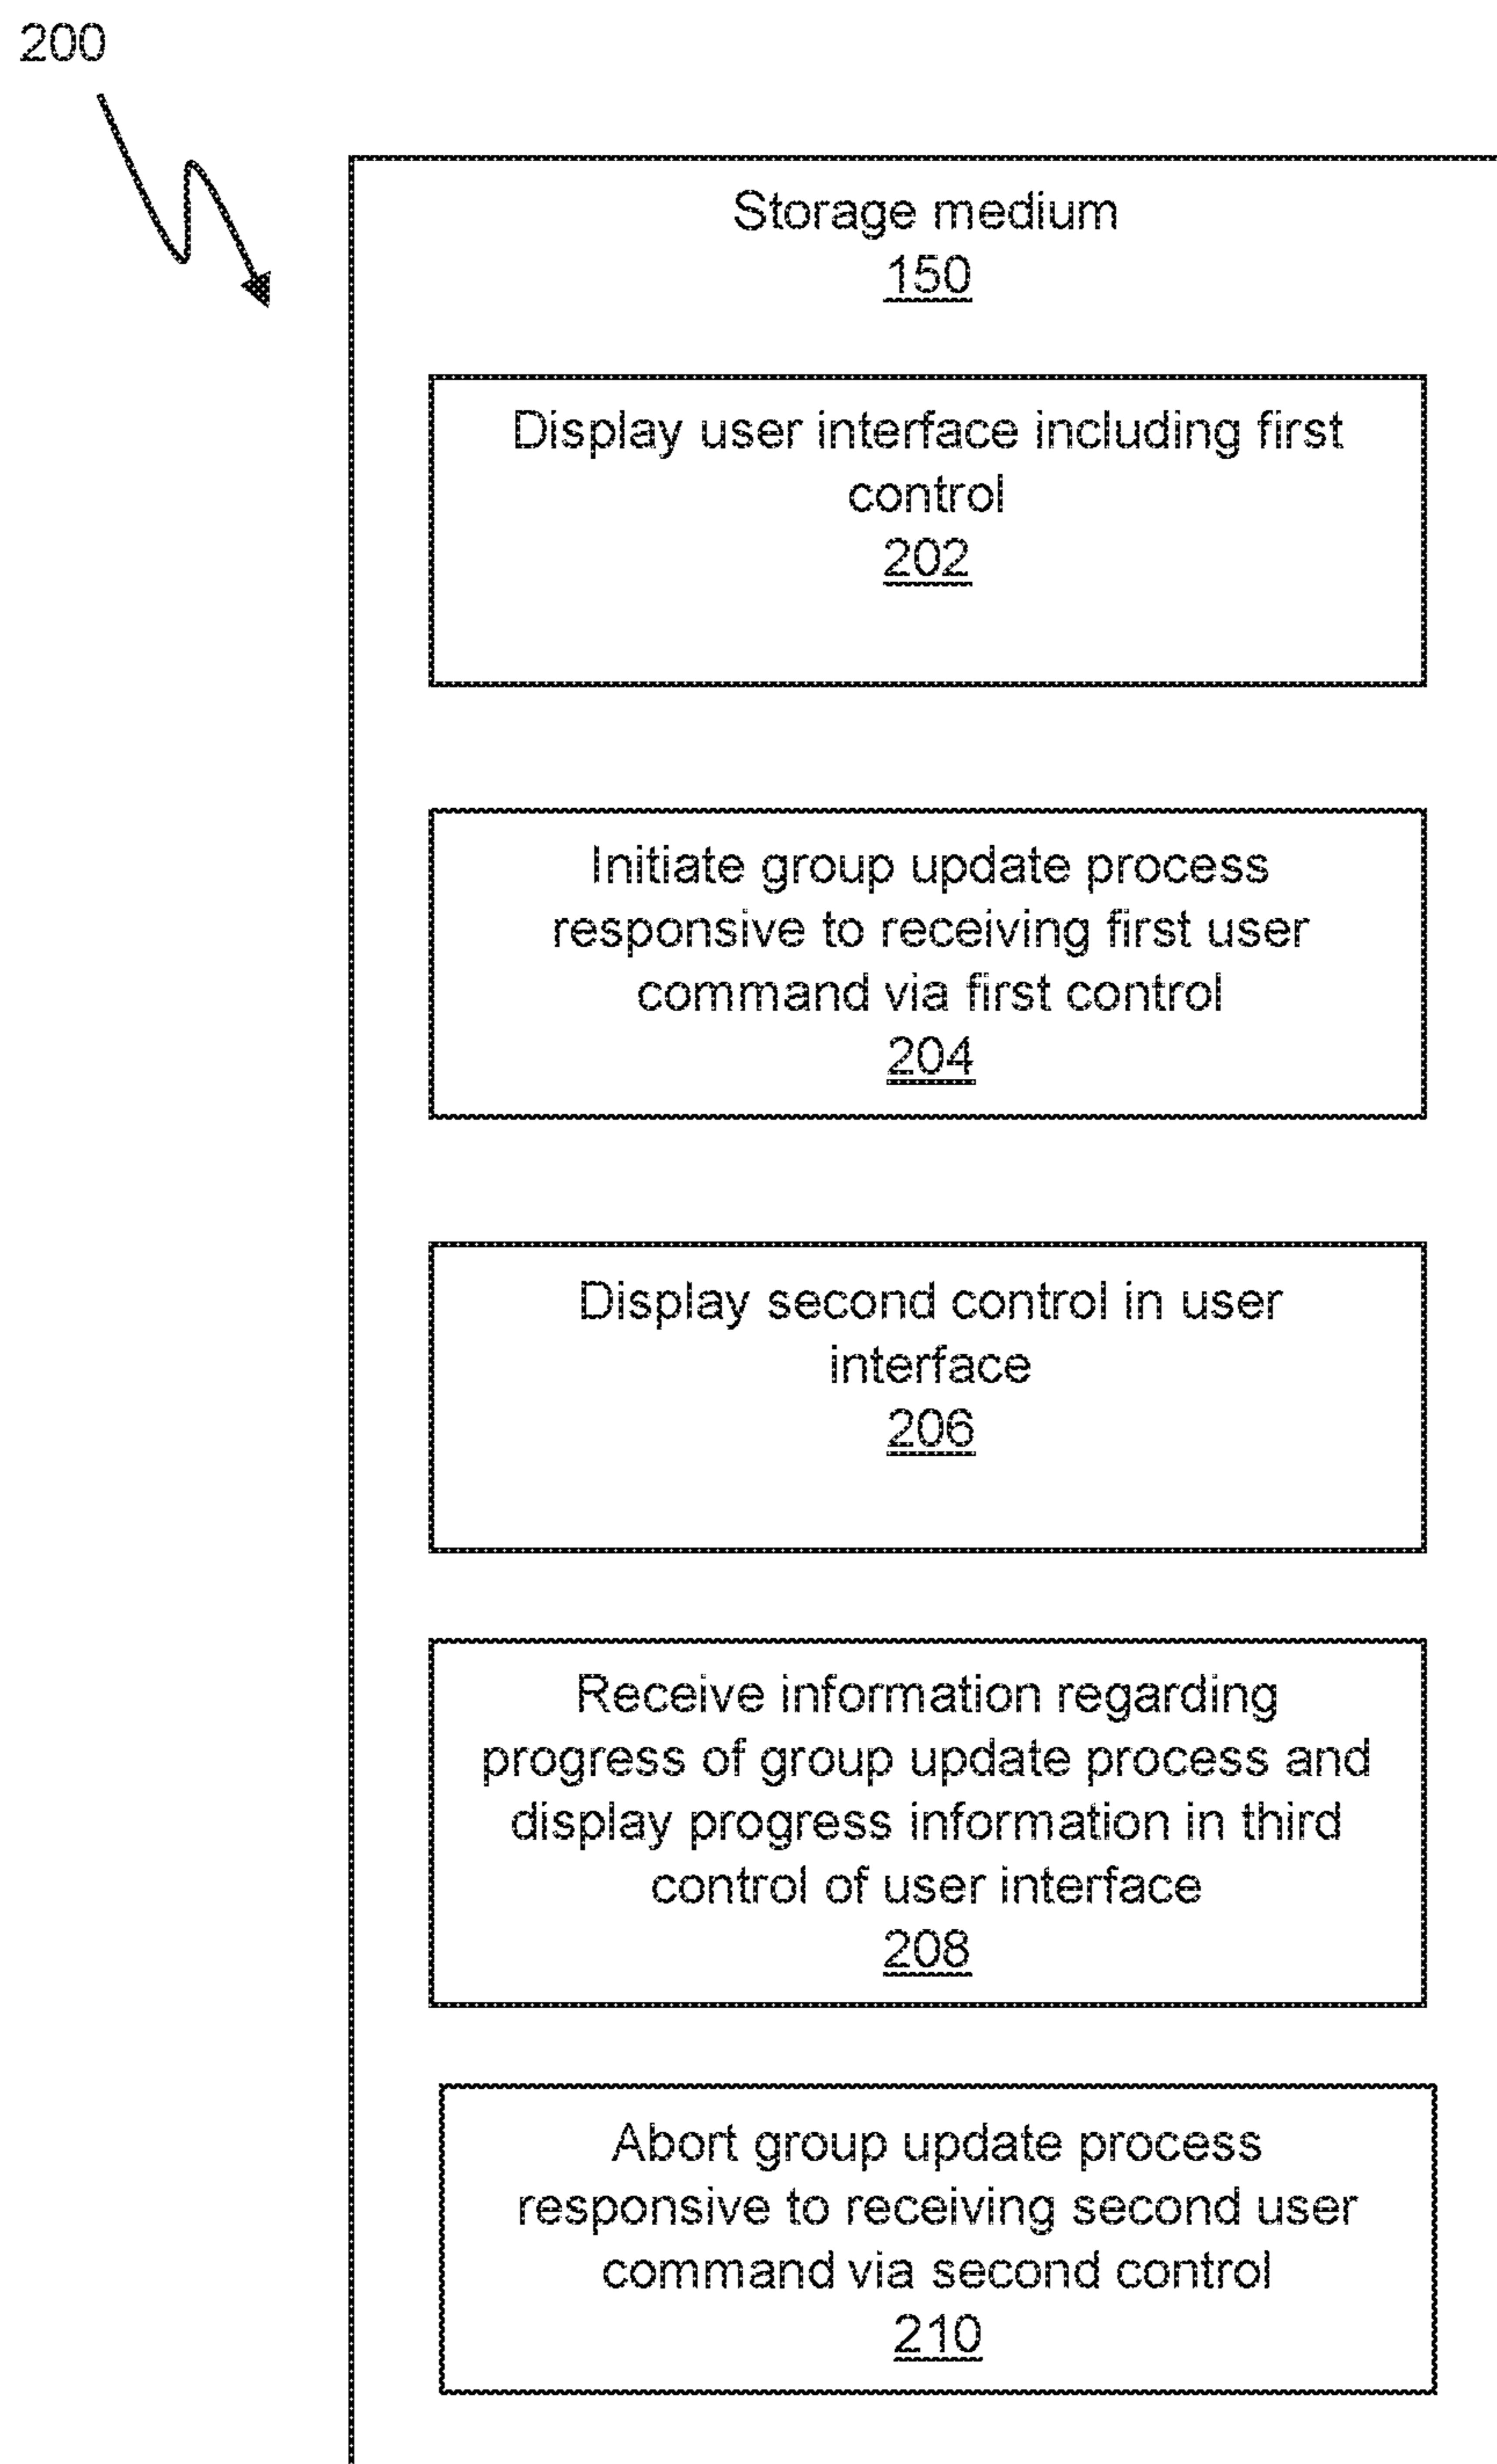 200
Storage medium
150
Display user interface including first
control
202
Initiate group update process
responsive to receiving first user
command via first control
204
Display second control in user
interface
206
Receive information regarding
progress of group update process and
display progress information in third
control of user interface
208
Abort group update process
responsive to receiving second user
command via second control
210